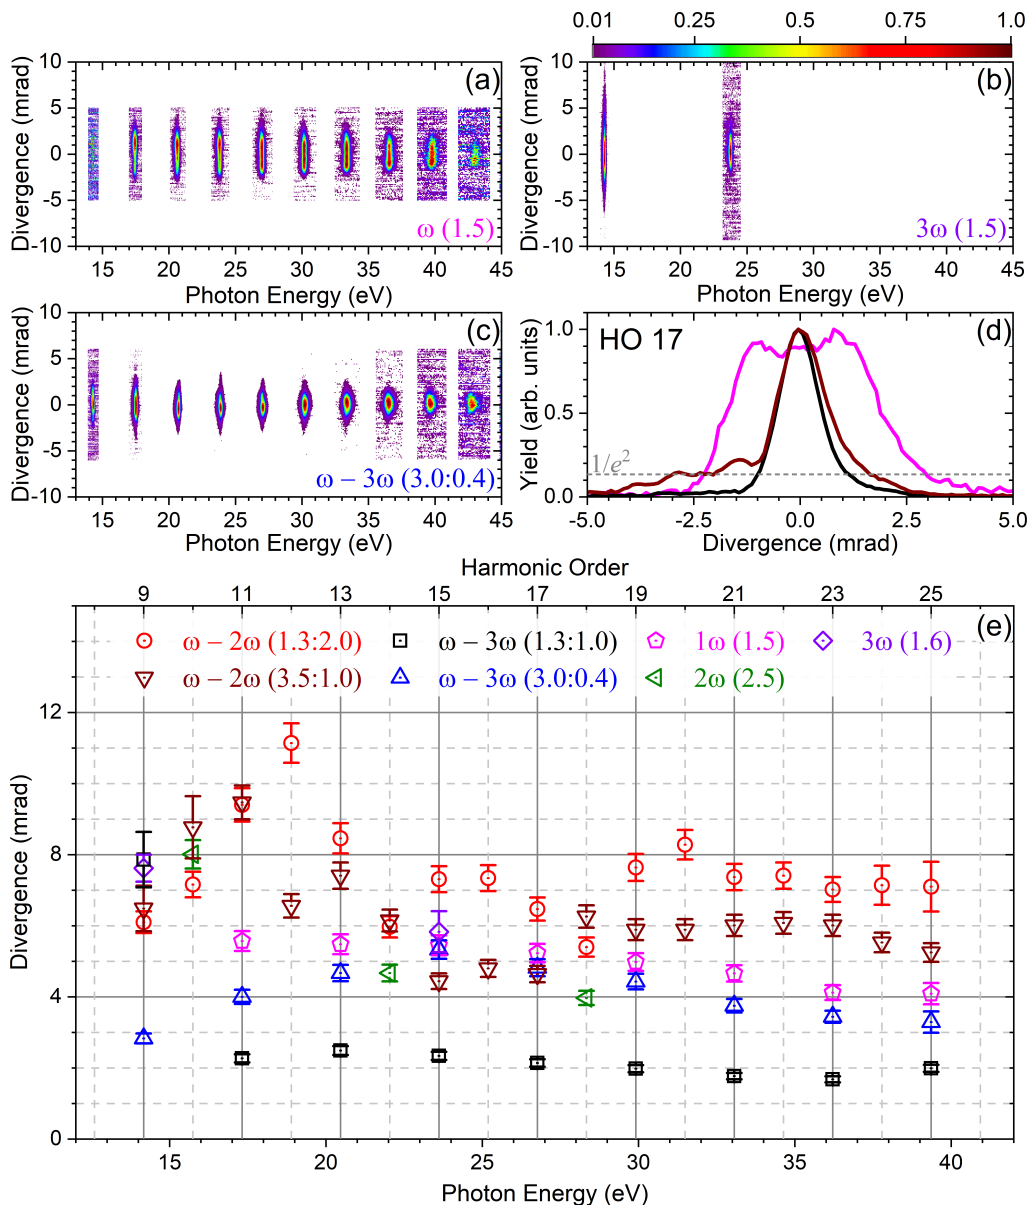 0.01 0.25 0.5 0.75 1.0
10
5
0
-5
-10
Divergence (mrad)
(a)
ω (1.5)
15 20 25 30 35 40 45
Photon Energy (eV)
10
5
0
-5
-10
Divergence (mrad)
(b)
3ω (1.5)
15 20 25 30 35 40 45
Photon Energy (eV)
10
5
0
-5
-10
Divergence (mrad)
(c)
ω − 3ω (3.0:0.4)
15 20 25 30 35 40 45
Photon Energy (eV)
1.0
0.5
0.0
Yield (arb. units)
HO 17
(d)
1/e²
-5.0 -2.5 0.0 2.5 5.0
Divergence (mrad)
Harmonic Order
9 11 13 15 17 19 21 23 25
(e)
ω − 2ω (1.3:2.0) ω − 3ω (1.3:1.0) 1ω (1.5) 3ω (1.6)
ω − 2ω (3.5:1.0) ω − 3ω (3.0:0.4) 2ω (2.5)
12
8
4
0
Divergence (mrad)
15 20 25 30 35 40
Photon Energy (eV)